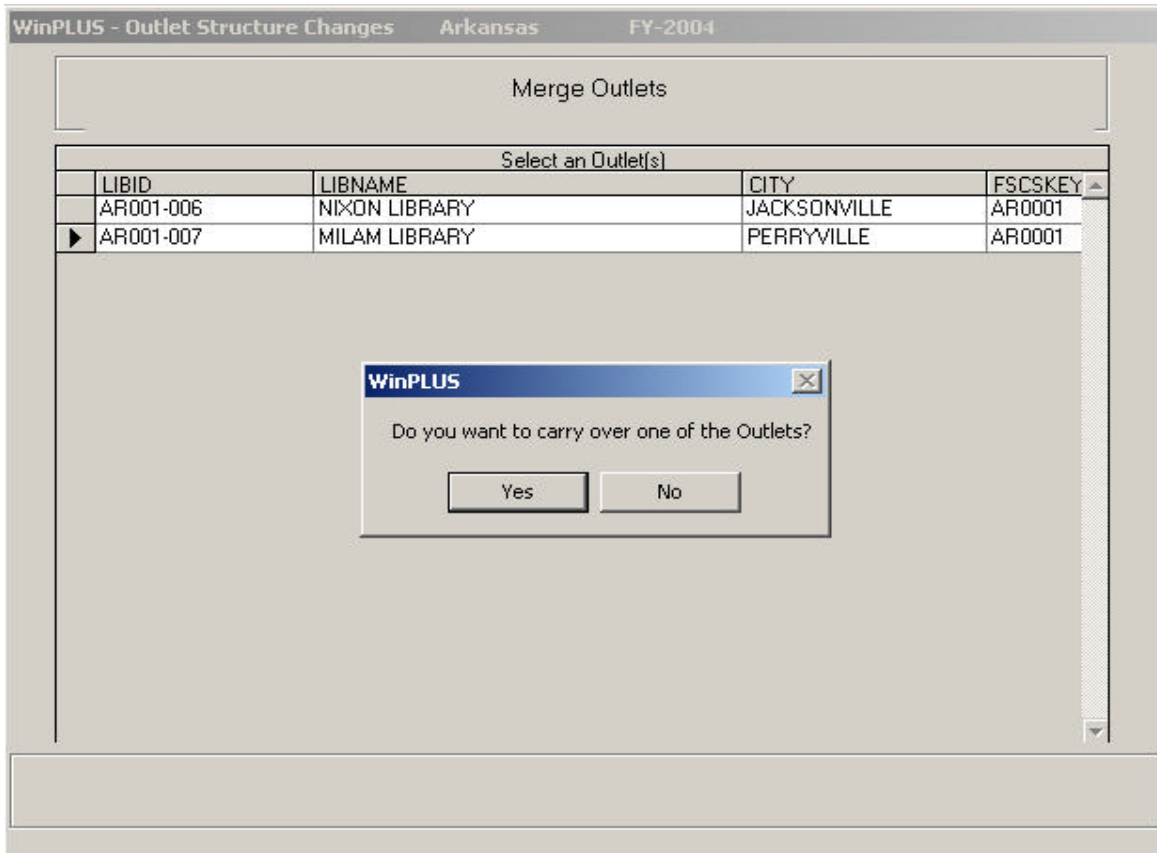 WinPLUS - Outlet Structure Changes Arkansas FY-2004
Merge Outlets
Select an Outlet(s)
LIBID LIBNAME CITY FSCSKEY
AR001-006 NIXON LIBRARY JACKSONVILLE AR0001
AR001-007 MILAM LIBRARY PERRYVILLE AR0001
WinPLUS
Do you want to carry over one of the Outlets?
Yes No